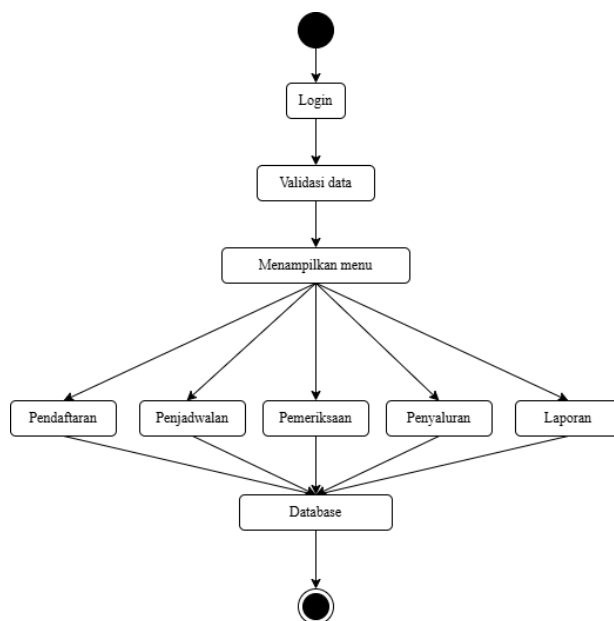 Login
Validasi data
Menampilkan menu
Pendaftaran
Penjadwalan
Pemeriksaan
Penyaluran
Laporan
Database